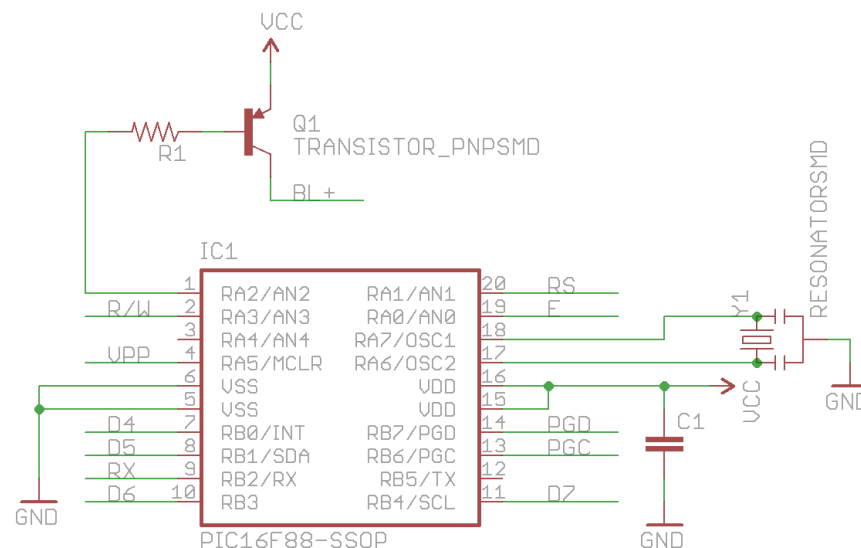 VCC
Q1
TRANSISTOR_PNPSMD
R1
BL+
RESONATORSMD
Y1
IC1
1 RA2/AN2 RA1/AN1 20 RS
R/W 2 RA3/AN3 RA0/AN0 19 E
3 RA4/AN4 RA7/OSC1 18
VPP 4 RA5/MCLR RA6/OSC2 17
6 VSS VDD 16
5 VSS VDD 15
VCC
GND
D4 7 RB0/INT RB7/PGD 14 PGD
C1
D5 8 RB1/SDA RB6/PGC 13 PGC
RX 9 RB2/RX RB5/TX 12
D6 10 RB3 RB4/SCL 11 D7
GND
GND
PIC16F88-SSOP